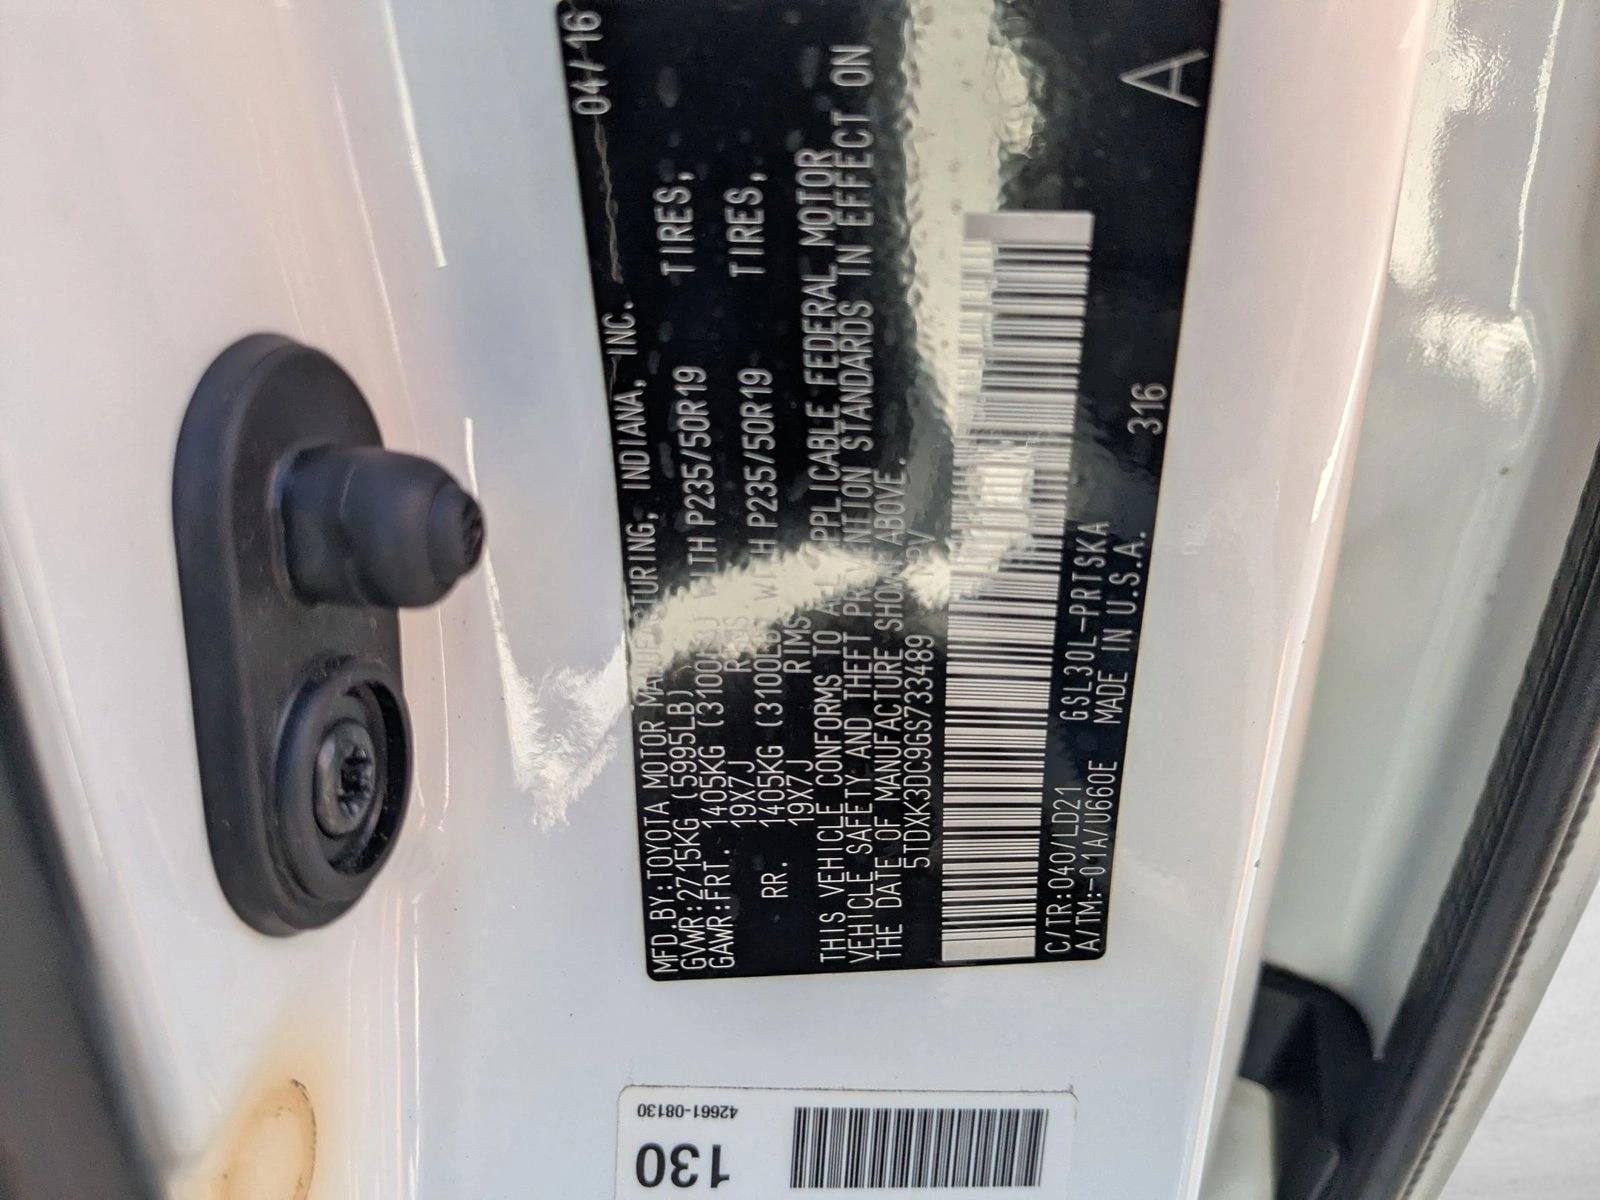 MFD.BY:TOYOTA MOTOR MANUFACTURING, INDIANA, INC. 04/16
GVWR:2715KG (5995LB)
GAWR:FRT. 1405KG (3100LB) WITH P235/50R19 TIRES,
19X7J RIMS
RR. 1405KG (3100LB) WITH P235/50R19 TIRES,
19X7J RIMS
THIS VEHICLE CONFORMS TO ALL APPLICABLE FEDERAL MOTOR
VEHICLE SAFETY AND THEFT PREVENTION STANDARDS IN EFFECT ON
THE DATE OF MANUFACTURE SHOWN ABOVE.
5TDXK3DC9GS733489 MPV
C/TR:040/LD21 GSL30L-PRTSKA 316 A
A/TM:-01A/U660E MADE IN U.S.A.
42661-08130
130